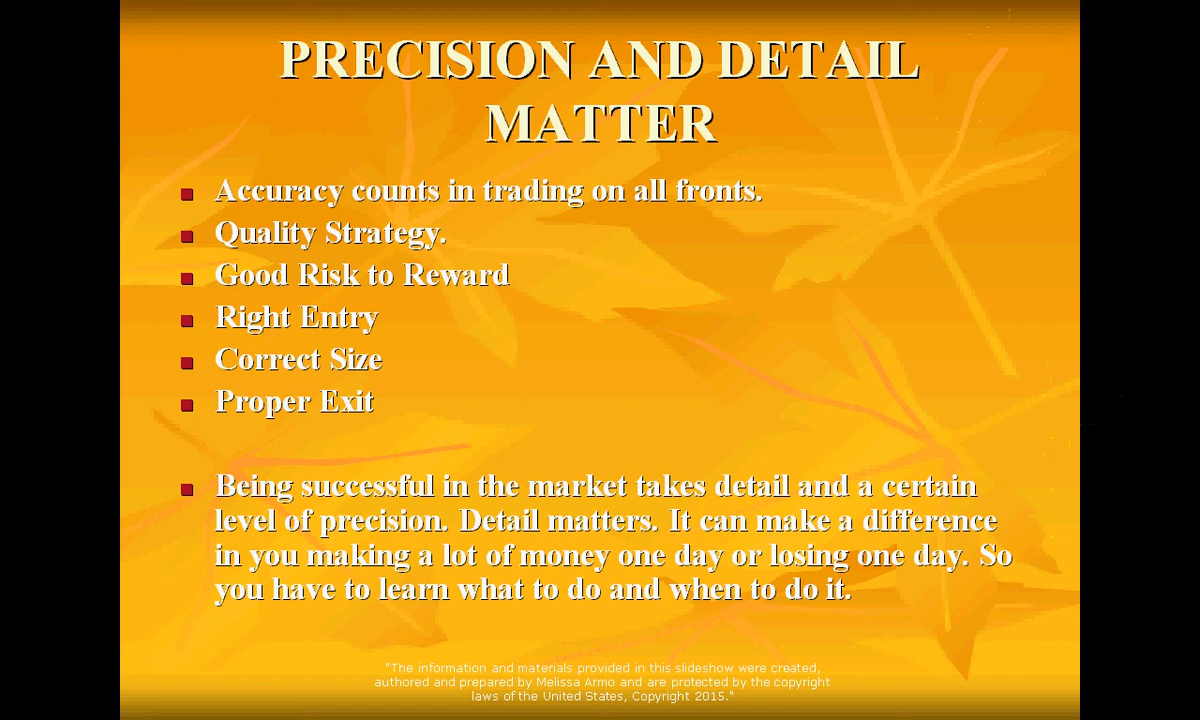 PRECISION AND DETAIL
MATTER
Accuracy counts in trading on all fronts.
Quality Strategy.
Good Risk to Reward
Right Entry
Correct Size
Proper Exit
Being successful in the market takes detail and a certain
level of precision. Detail matters. It can make a difference
in you making a lot of money one day or losing one day. So
you have to learn what to do and when to do it.
"The information and materials provided in this slideshow were created,
authored and prepared by Melissa Armo and are protected by the copyright
laws of the United States, Copyright 2015."